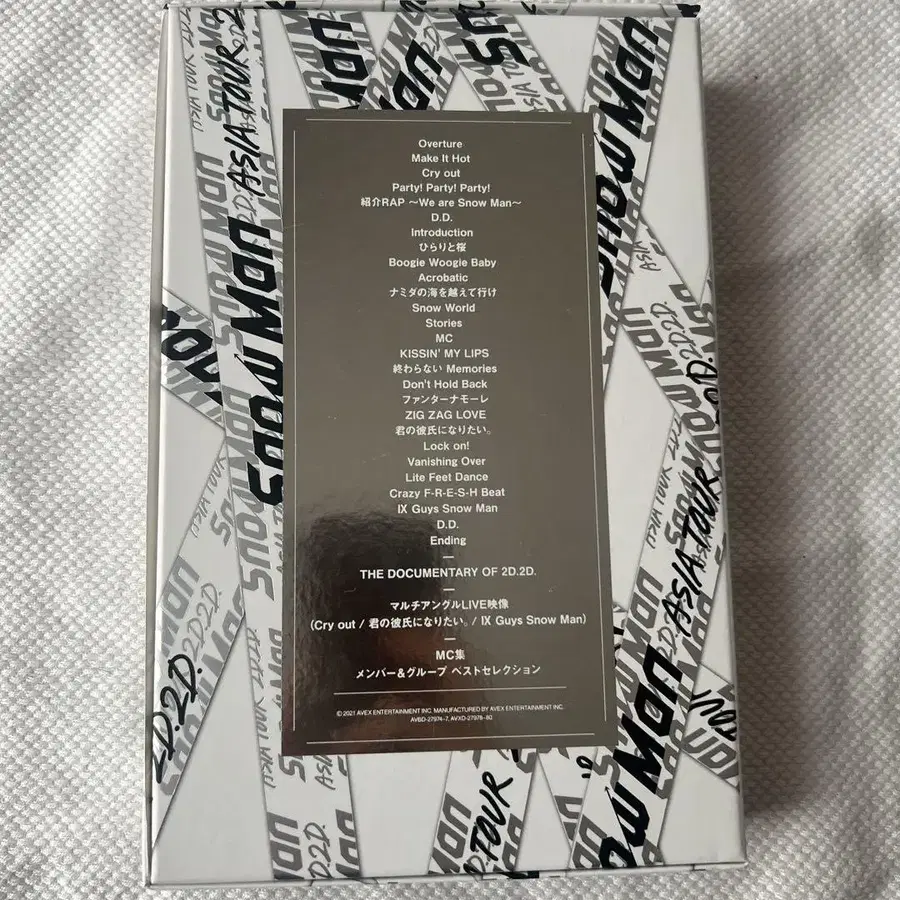 Overture
Make It Hot
Cry out
Party! Party! Party!
紹介RAP ～We are Snow Man～
D.D.
Introduction
ひらりと桜
Boogie Woogie Baby
Acrobatic
ナミダの海を越えて行け
Snow World
Stories
MC
KISSIN' MY LIPS
終わらない Memories
Don't Hold Back
ファンターナモーレ
ZIG ZAG LOVE
君の彼氏になりたい。
Lock on!
Vanishing Over
Lite Feet Dance
Crazy F-R-E-S-H Beat
IX Guys Snow Man
D.D.
Ending
—
THE DOCUMENTARY OF 2D.2D.
—
マルチアングルLIVE映像
(Cry out / 君の彼氏になりたい。/ IX Guys Snow Man)
—
MC集
メンバー&グループ ベストセレクション
©2021 AVEX ENTERTAINMENT INC. MANUFACTURED BY AVEX ENTERTAINMENT INC.
AVBD-27974~7, AVXD-27978~80
Snow Man ASIA TOUR 2
Snow Man ASIA TOUR 2D.2D.
2D.2D.